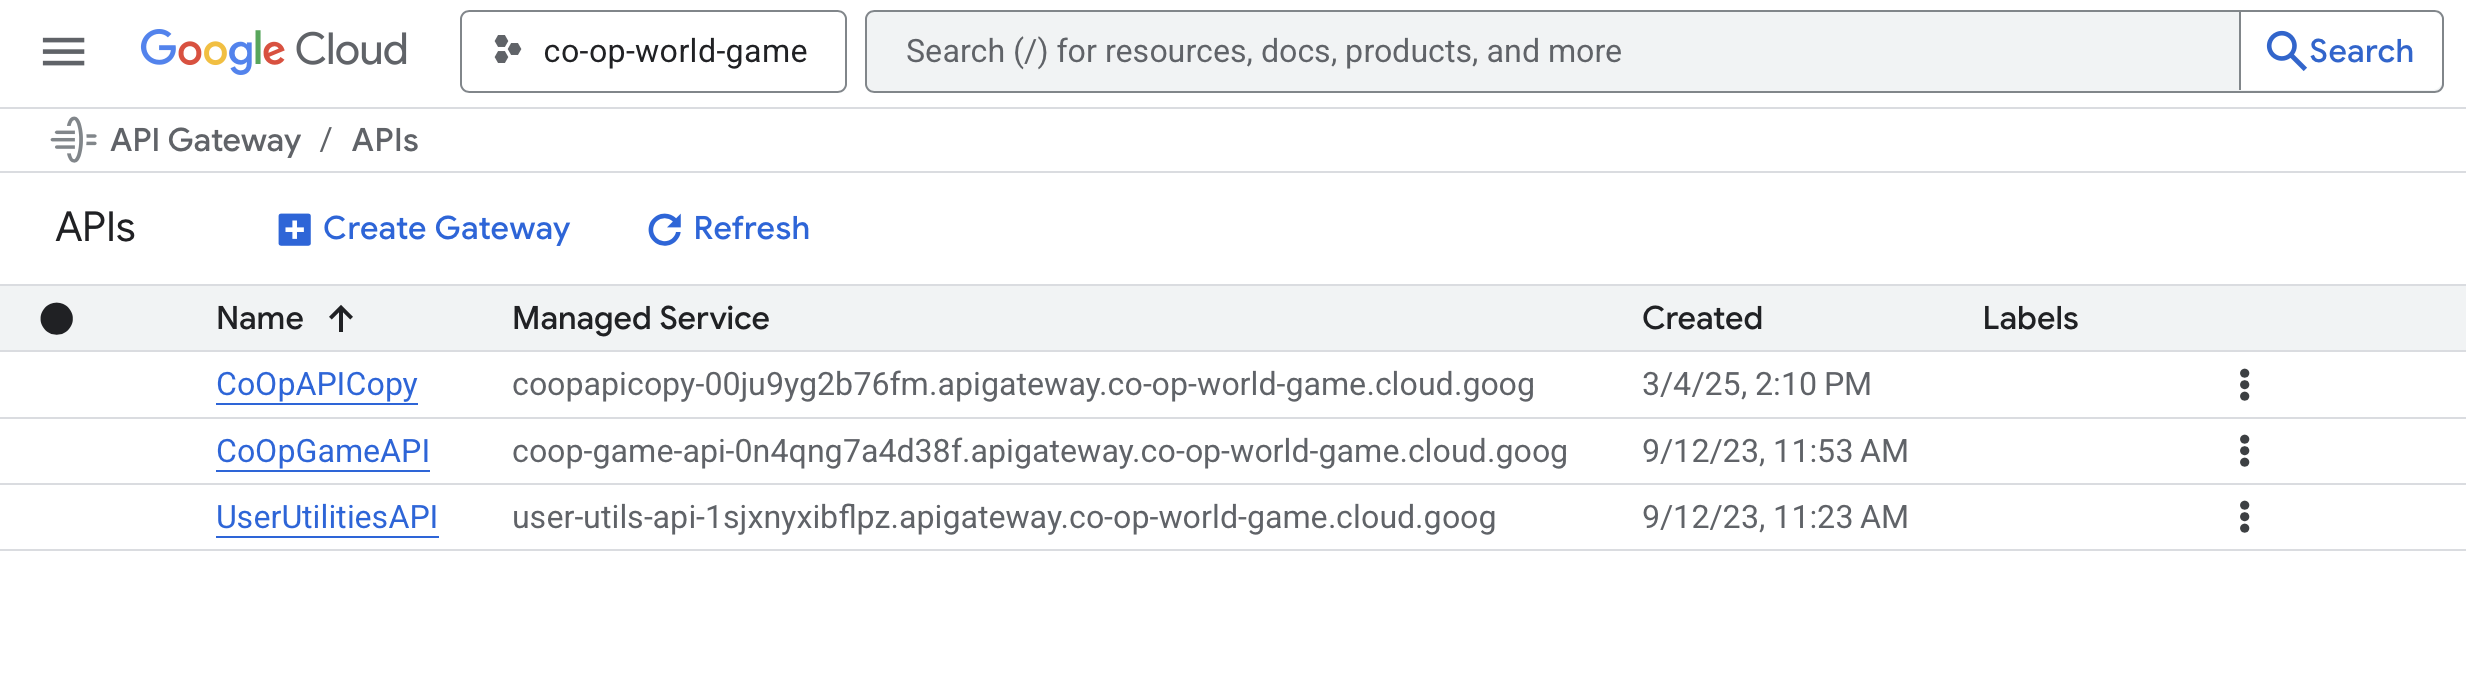 Google Cloud co-op-world-game Search (/) for resources, docs, products, and more Search
API Gateway / APIs
APIs Create Gateway Refresh
Name Managed Service Created Labels
CoOpAPICopy coopapicopy-00ju9yg2b76fm.apigateway.co-op-world-game.cloud.goog 3/4/25, 2:10 PM
CoOpGameAPI coop-game-api-0n4qng7a4d38f.apigateway.co-op-world-game.cloud.goog 9/12/23, 11:53 AM
UserUtilitiesAPI user-utils-api-1sjxnyxibflpz.apigateway.co-op-world-game.cloud.goog 9/12/23, 11:23 AM